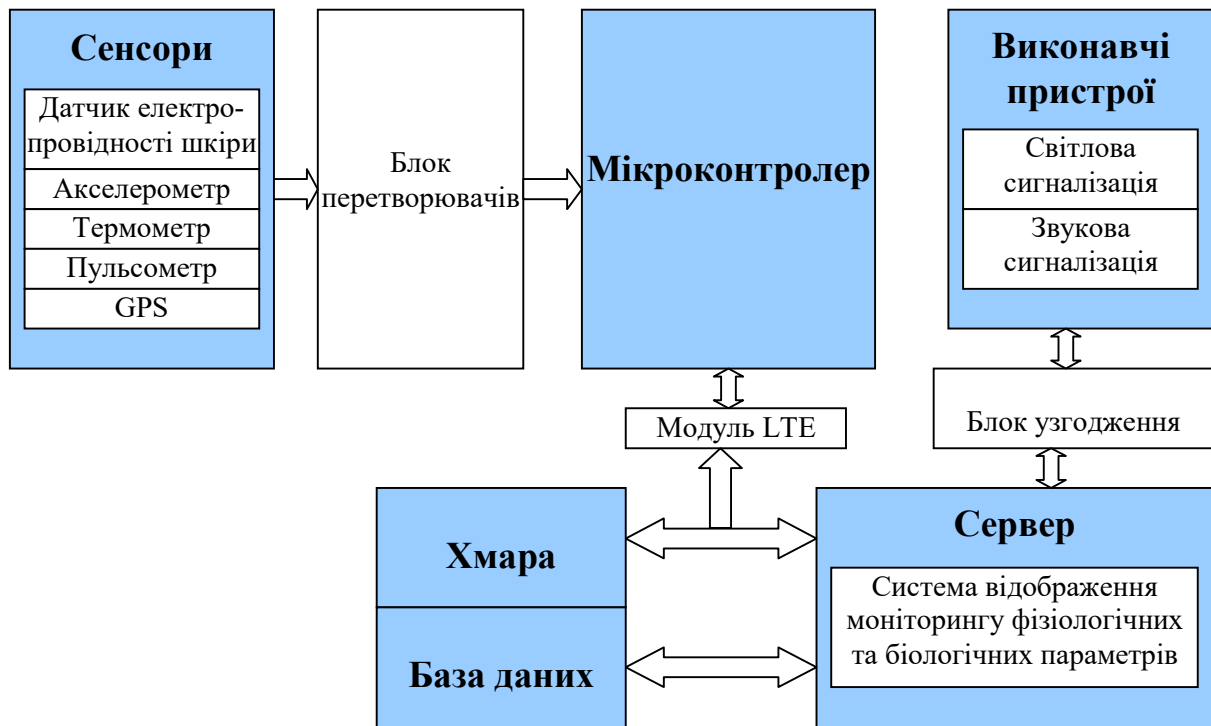 Сенсори
Датчик електро-
провідності шкіри
Акселерометр
Термометр
Пульсометр
GPS
Блок
перетворювачів
Мікроконтролер
Виконавчі
пристрої
Світлова
сигналізація
Звукова
сигналізація
Модуль LTE
Блок узгодження
Хмара
База даних
Сервер
Система відображення
моніторингу фізіологічних
та біологічних параметрів